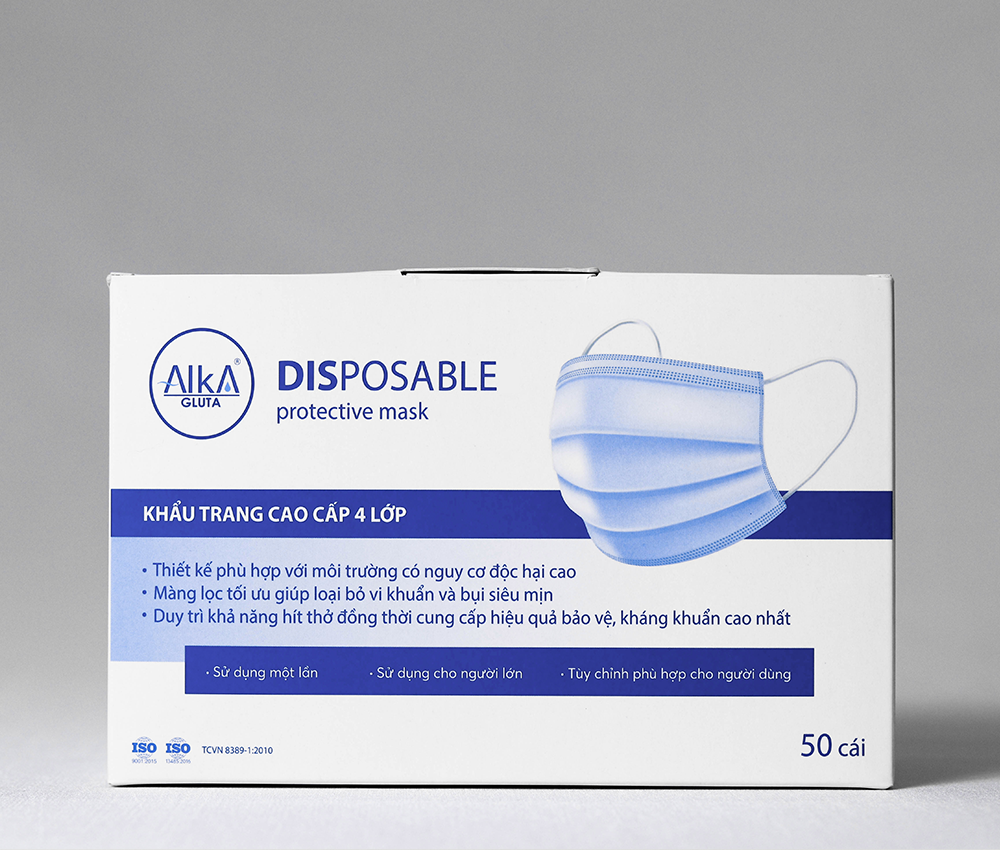 AlkA®
GLUTA
DISPOSABLE
protective mask
KHẨU TRANG CAO CẤP 4 LỚP
• Thiết kế phù hợp với môi trường có nguy cơ độc hại cao
• Màng lọc tối ưu giúp loại bỏ vi khuẩn và bụi siêu mịn
• Duy trì khả năng hít thở đồng thời cung cấp hiệu quả bảo vệ, kháng khuẩn cao nhất
• Sử dụng một lần • Sử dụng cho người lớn • Tùy chỉnh phù hợp cho người dùng
ISO ISO TCVN 8389-1:2010
9001:2015 13485:2016
50 cái